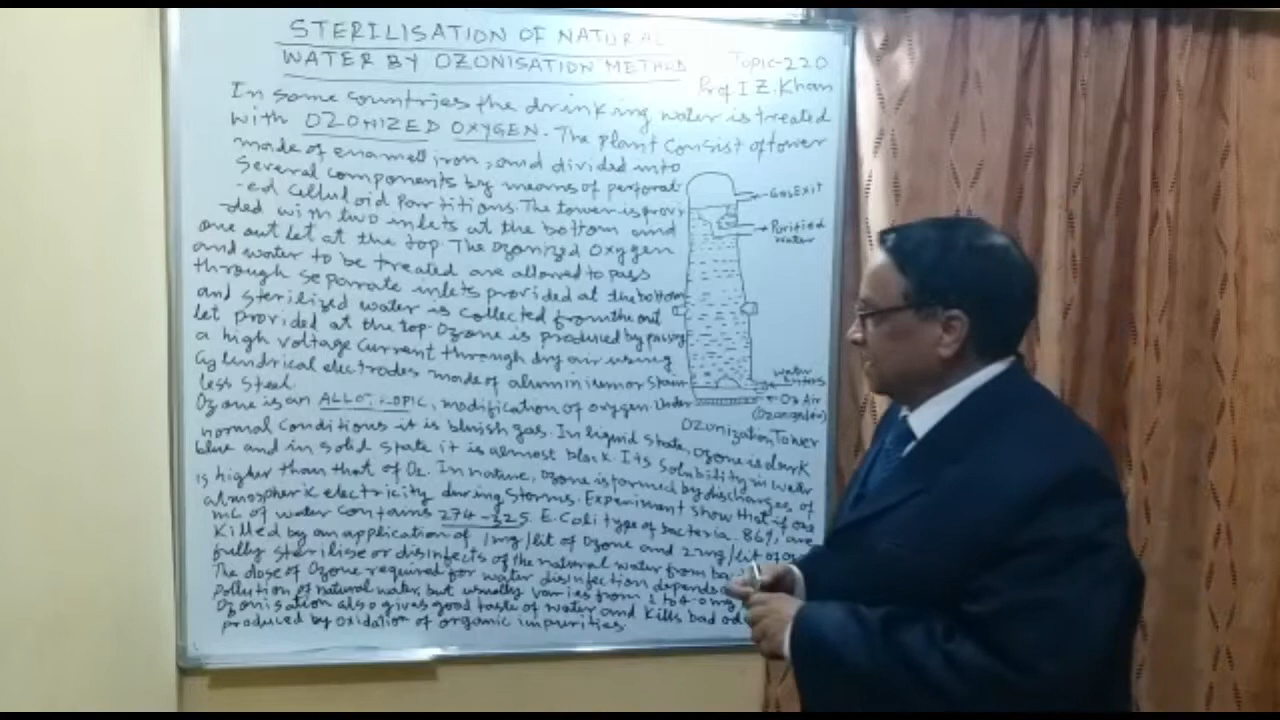 STERILISATION OF NATURAL
WATER BY OZONISATION METHOD
Topic-220
Prof I Z. Khan
In some countries the drinking water is treated
with OZONIZED OXYGEN. The plant consist of tower
made of enamell iron, and divided into
several components by means of perforat
-ed celluloid Partitions. The tower is provi
-ded with two inlets at the bottom and
one out let at the top. The Ozonized Oxygen
and water to be treated are allowed to pass
through separrate inlets provided at the bottom
and sterilized water is collected from the out
let provided at the top. Ozone is produced by passing
a high voltage current through dry air using
Cylindrical electrodes made of aluminium or stain
less steel.
Ozone is an ALLOTROPIC, modification of oxygen. Under
normal conditions it is bluish gas. In liquid state, ozone is dark
blue and in solid state it is almost black. Its solubility in water
is higher than that of O2. In nature, ozone is formed by discharges of
atmospheric electricity during storms. Experiment show that if one
mL of water contains 274-325. E. Coli type of bacteria. 86% are
killed by an application of 1mg/lit of Ozone and 2mg/lit of
fully sterilise or disinfects of the natural water from
The dose of Ozone required for water disinfection depends
pollution of natural water, but usually varies from to 4.0 mg
Ozonisation also gives good taste of water and kills bad
produced by oxidation of organic impurities.
Gas Exit
Purified
water
water
O3 Air
(Ozonator)
Ozonization Tower